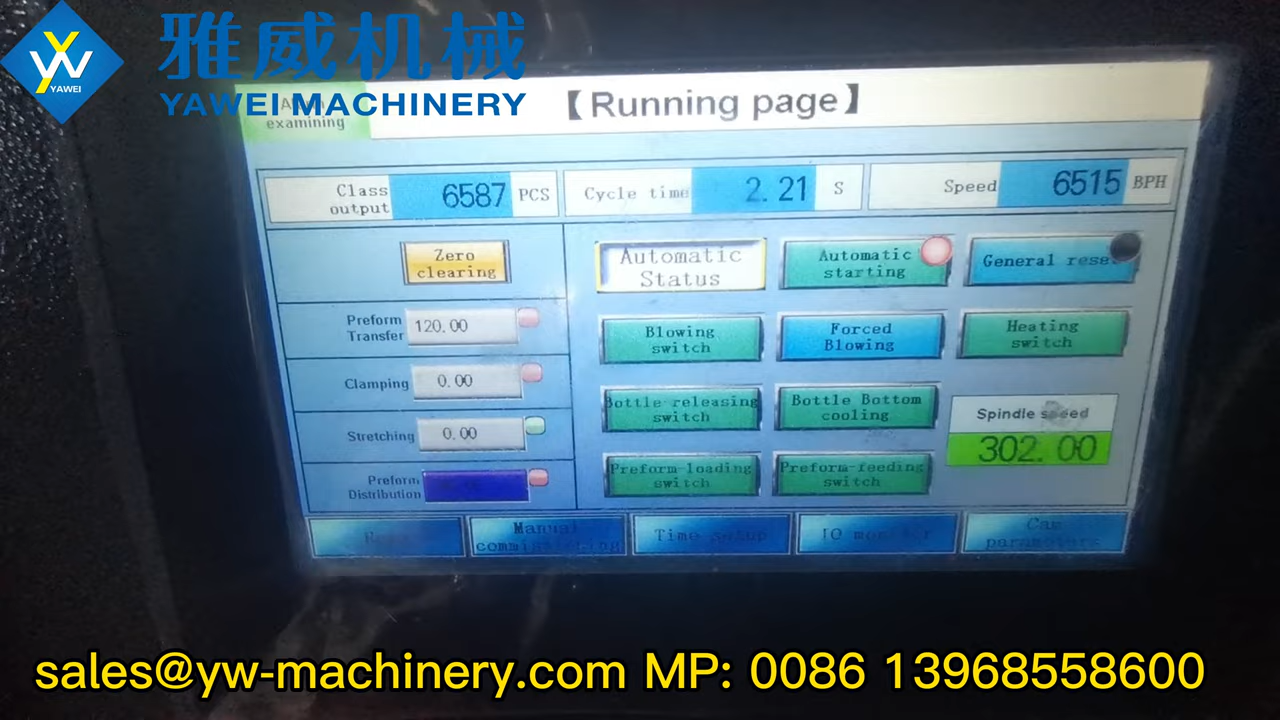 雅威机械
YAWEI MACHINERY
YW
YAWEI
examining
【Running page】
Class output 6587 PCS
Cycle time 2.21 S
Speed 6515 BPH
Zero clearing
Automatic Status
Automatic starting
General reset
Preform Transfer 120.00
Blowing switch
Forced Blowing
Heating switch
Clamping 0.00
Bottle releasing switch
Bottle Bottom cooling
Spindle speed
302.00
Stretching 0.00
Preform Distribution
Preform-loading switch
Preform-feeding switch
Manual commissioning
Time setup
IO monitor
Cam parameters
sales@yw-machinery.com MP: 0086 13968558600